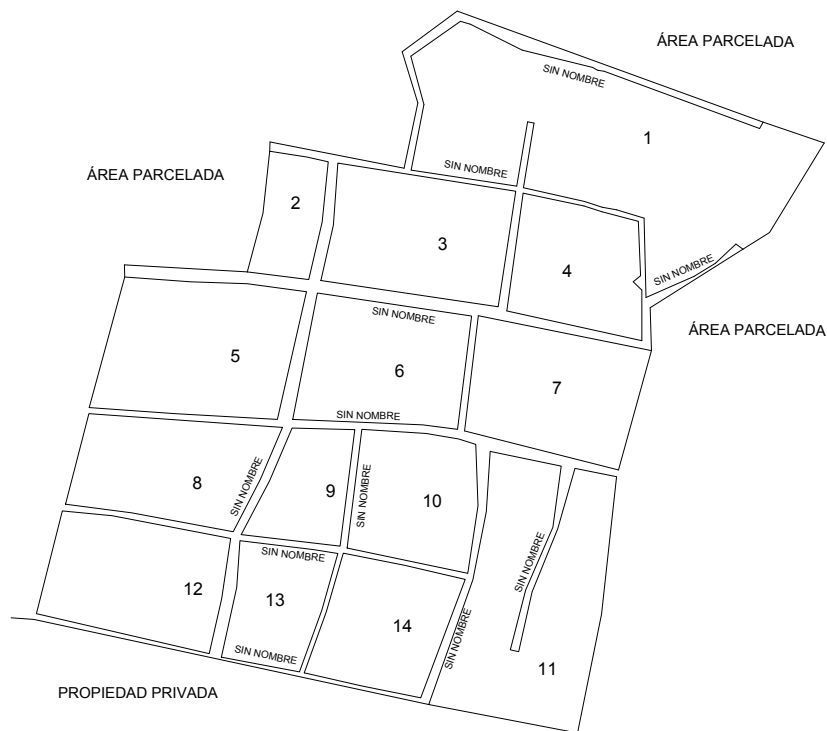 ÁREA PARCELADA
SIN NOMBRE
1
SIN NOMBRE
ÁREA PARCELADA
2
3
4
SIN NOMBRE
ÁREA PARCELADA
SIN NOMBRE
5
6
7
SIN NOMBRE
8
SIN NOMBRE
9
SIN NOMBRE
10
SIN NOMBRE
SIN NOMBRE
12
13
14
SIN NOMBRE
11
SIN NOMBRE
PROPIEDAD PRIVADA